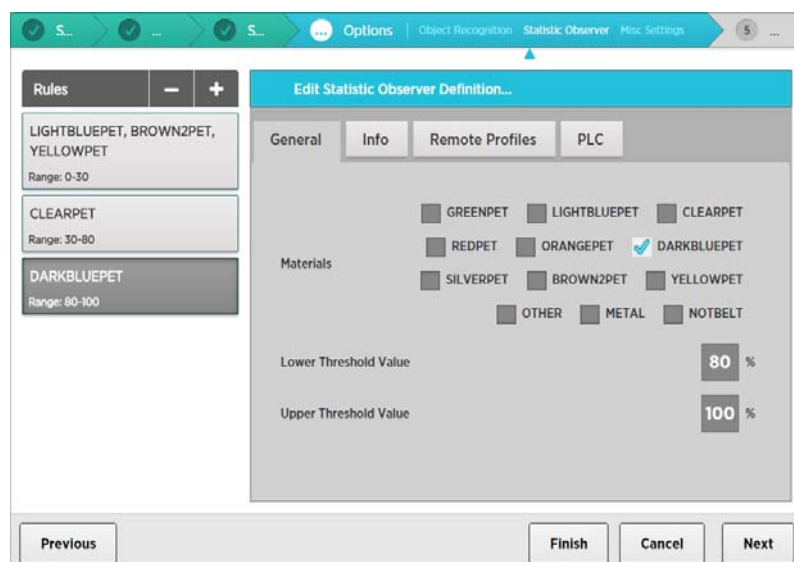 S... ... S... ... Options Object Recognition Statistic Observer Misc Settings 5 ...
Rules − +
LIGHTBLUEPET, BROWN2PET,
YELLOWPET
Range: 0-30
CLEARPET
Range: 30-80
DARKBLUEPET
Range: 80-100
Edit Statistic Observer Definition...
General Info Remote Profiles PLC
Materials
GREENPET LIGHTBLUEPET CLEARPET
REDPET ORANGEPET DARKBLUEPET
SILVERPET BROWN2PET YELLOWPET
OTHER METAL NOTBELT
Lower Threshold Value 80 %
Upper Threshold Value 100 %
Previous Finish Cancel Next